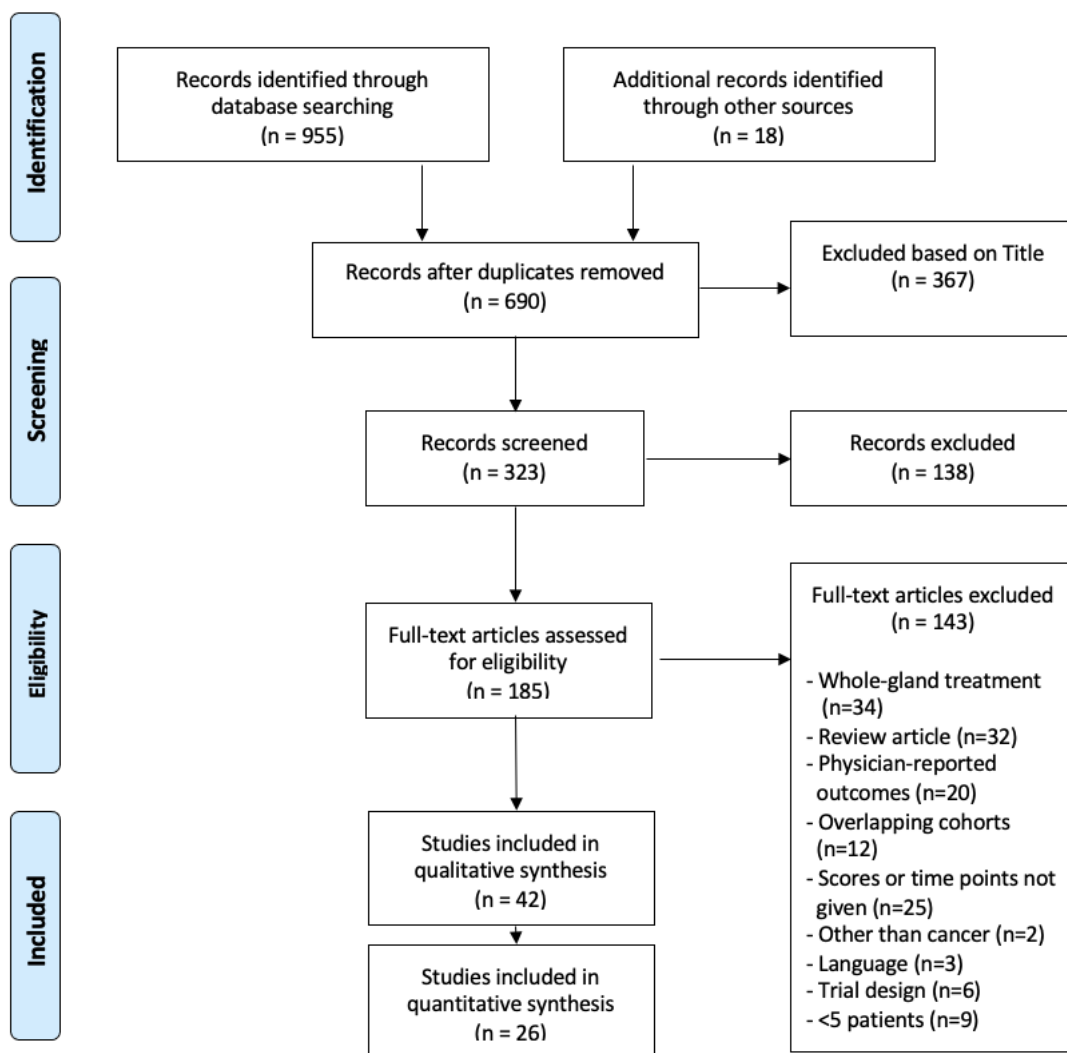 Identification
Records identified through
database searching
(n = 955)
Additional records identified
through other sources
(n = 18)
Records after duplicates removed
(n = 690)
Excluded based on Title
(n = 367)
Screening
Records screened
(n = 323)
Records excluded
(n = 138)
Eligibility
Full-text articles assessed
for eligibility
(n = 185)
Full-text articles excluded
(n = 143)
- Whole-gland treatment
(n=34)
- Review article (n=32)
- Physician-reported
outcomes (n=20)
- Overlapping cohorts
(n=12)
- Scores or time points not
given (n=25)
- Other than cancer (n=2)
- Language (n=3)
- Trial design (n=6)
- <5 patients (n=9)
Included
Studies included in
qualitative synthesis
(n = 42)
Studies included in
quantitative synthesis
(n = 26)